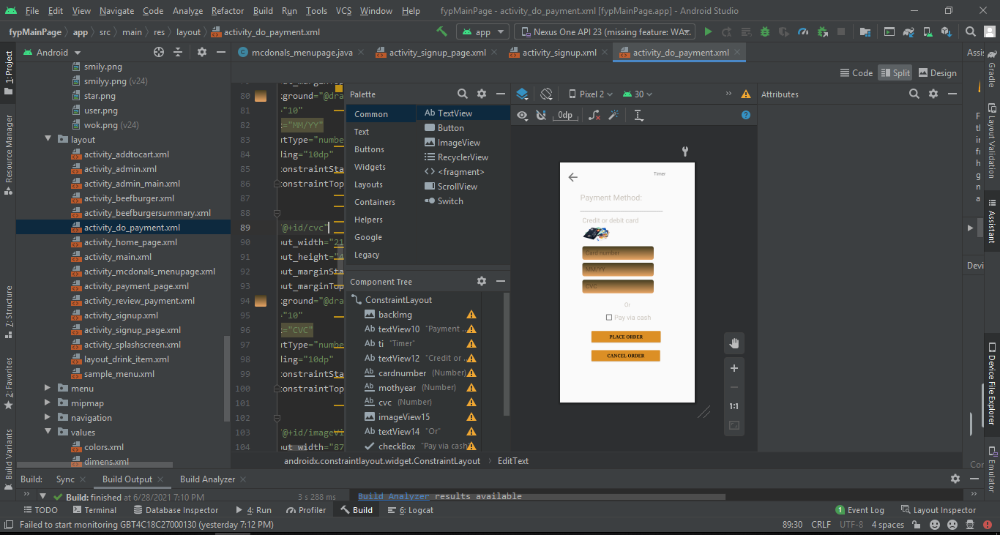 File Edit View Navigate Code Analyze Refactor Build Run Tools VCS Window Help fypMainPage - activity_do_payment.xml [fypMainPage.app] - Android Studio
fypMainPage app src main res layout activity_do_payment.xml app Nexus One API 23 (missing feature: WA...
Android
mcdonals_menupage.java activity_signup_page.xml activity_signup.xml activity_do_payment.xml
Code Split Design
1: Project
Resource Manager
7: Structure
2: Favorites
Build Variants
smily.png
smilyy.png (v24)
star.png
user.png
wok.png (v24)
layout
activity_addtocart.xml
activity_admin.xml
activity_admin_main.xml
activity_beefburger.xml
activity_beefburgersummary.xml
activity_do_payment.xml
activity_home_page.xml
activity_main.xml
activity_mcdonals_menupage.xml
activity_payment_page.xml
activity_review_payment.xml
activity_signup.xml
activity_signup_page.xml
activity_splashscreen.xml
layout_drink_item.xml
sample_menu.xml
menu
mipmap
navigation
values
colors.xml
dimens.xml
80 kground="@dra
81 ="10"
82 t="MM/YY"
83 utType="numbe
84 ding="10dp"
85 constraintSta
86 constraintTop
87
88
89 "@+id/cvc"
90 out_width="21
91 out_height="4
92 out_marginSta
93 out_marginTop
94 kground="@dra
95 ="10"
96 t="CVC"
97 utType="numbe
98 ding="10dp"
99 constraintSta
100 constraintTop
101
102
103 "@+id/imageVi
104 out_width="87
Palette
Common
Text
Buttons
Widgets
Layouts
Containers
Helpers
Google
Legacy
Ab TextView
Button
ImageView
RecyclerView
<fragment>
ScrollView
Switch
Component Tree
ConstraintLayout
backImg
Ab textView10 "Payment ...
Ab ti "Timer"
Ab textView12 "Credit or ...
Ab cardnumber (Number)
Ab mothyear (Number)
Ab cvc (Number)
imageView15
Ab textView14 "Or"
checkBox "Pay via cash"
Pixel 2 30
0dp
Timer
Payment Method:
Credit or debit card
Card number
MM/YY
CVC
Or
Pay via cash
PLACE ORDER
CANCEL ORDER
1:1
Attributes
Assi
Devi
Gradle
Layout Validation
Assistant
Device File Explorer
Emulator
androidx.constraintlayout.widget.ConstraintLayout EditText
Build: Sync Build Output Build Analyzer
Build: finished at 6/28/2021 7:10 PM 3 s 288 ms
Build Analyzer results available
TODO Terminal Database Inspector 4: Run Profiler Build 6: Logcat 1 Event Log Layout Inspector
Failed to start monitoring GBT4C18C27000130 (yesterday 7:12 PM) 89:30 CRLF UTF-8 4 spaces